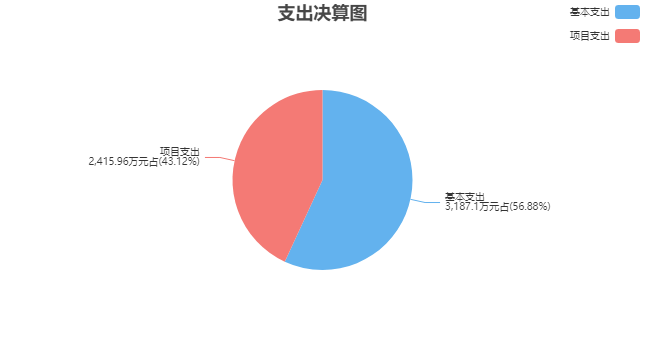 支出决算图
基本支出
项目支出
项目支出
2,415.96万元占(43.12%)
基本支出
3,187.1万元占(56.88%)